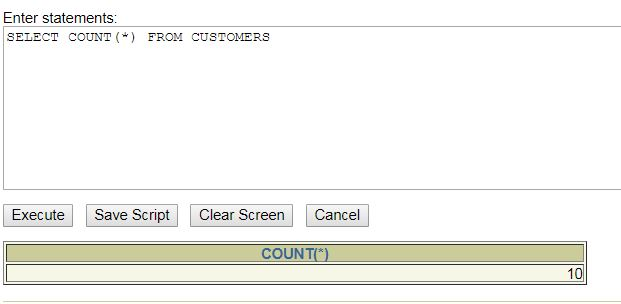 Enter statements:
SELECT COUNT(*) FROM CUSTOMERS
Execute Save Script Clear Screen Cancel
COUNT(*)
10